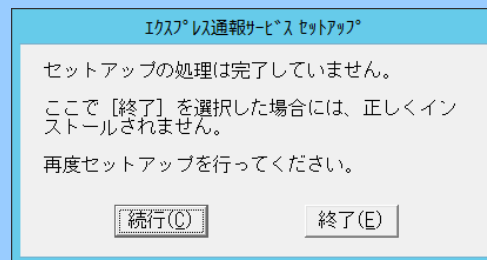 ｴｸｽﾌﾟﾚｽ通報ｻｰﾋﾞｽ ｾｯﾄｱｯﾌﾟ
セットアップの処理は完了していません。
ここで［終了］を選択した場合には、正しくイン
ストールされません。
再度セットアップを行ってください。
続行(C)
終了(E)